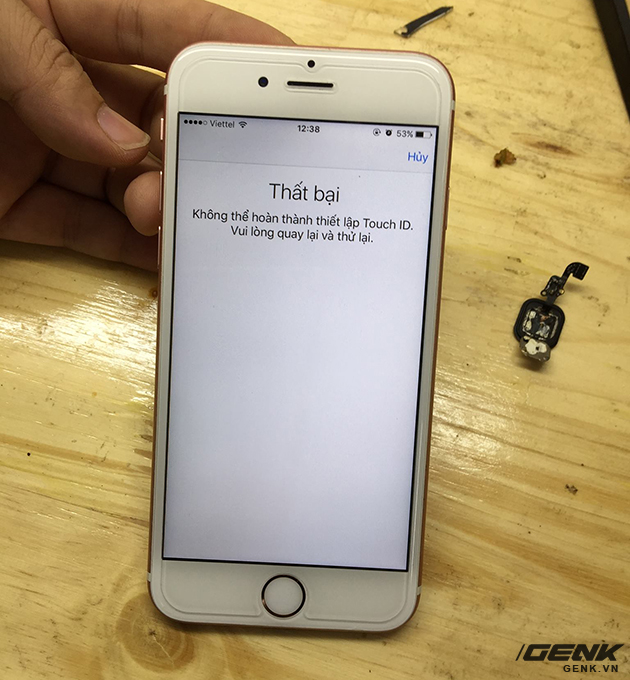 Viettel 12:38 53%
Hủy
Thất bại
Không thể hoàn thành thiết lập Touch ID.
Vui lòng quay lại và thử lại.
GENK
GENK.VN